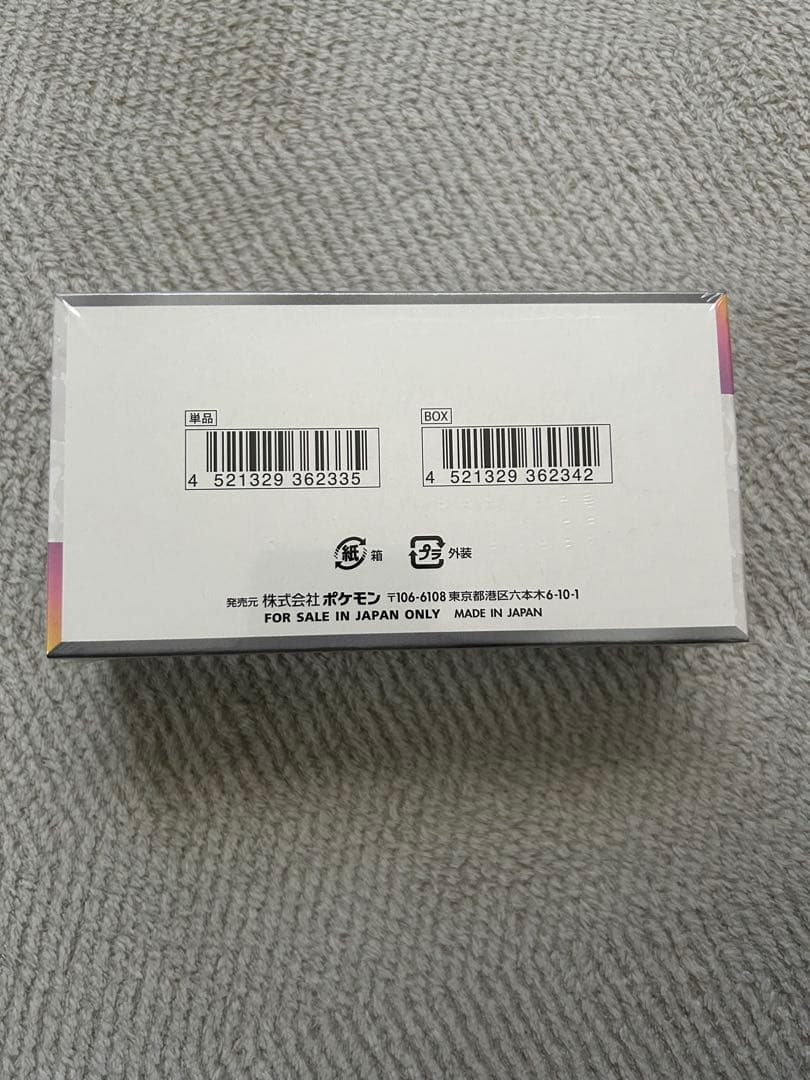 単品
BOX
4 521329 362335
4 521329 362342
紙 箱
プラ 外装
発売元 株式会社ポケモン 〒106-6108 東京都港区六本木6-10-1
FOR SALE IN JAPAN ONLY MADE IN JAPAN